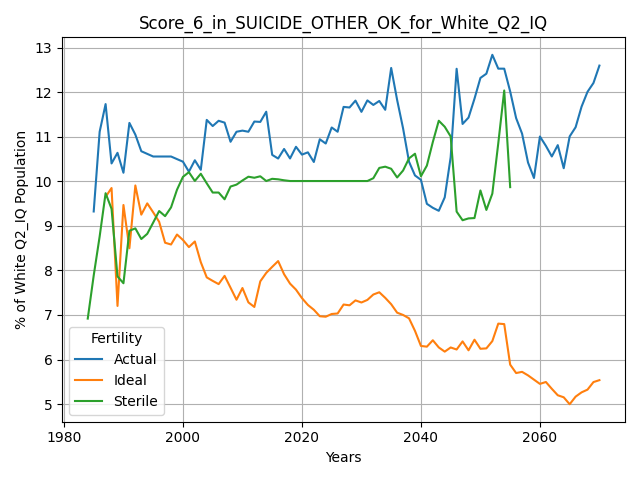 Score_6_in_SUICIDE_OTHER_OK_for_White_Q2_IQ
% of White Q2_IQ Population
13
12
11
10
9
8
7
6
5
Fertility
Actual
Ideal
Sterile
1980
2000
2020
2040
2060
Years